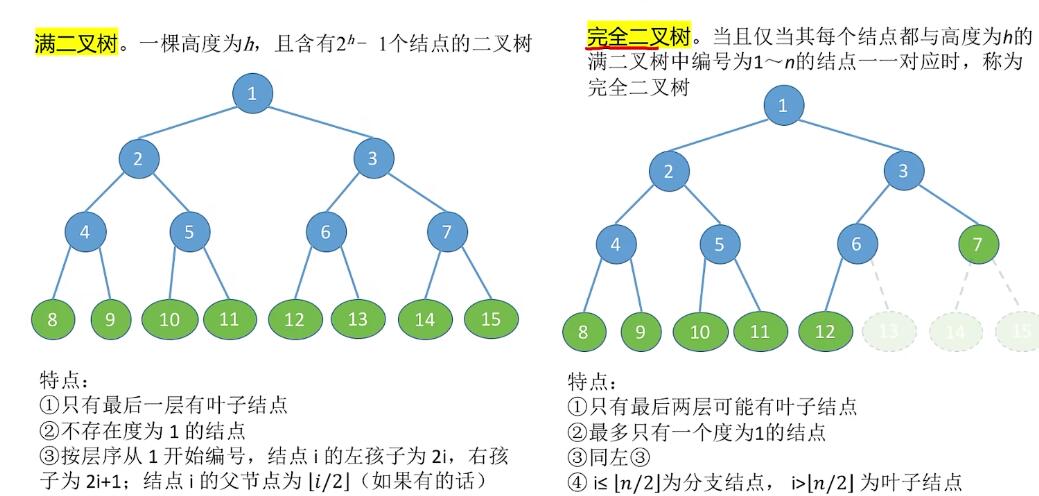 满二叉树。一棵高度为h，且含有2ʰ− 1个结点的二叉树
1
2
3
4
5
6
7
8
9
10
11
12
13
14
15
特点：
①只有最后一层有叶子结点
②不存在度为 1 的结点
③按层序从 1 开始编号，结点 i 的左孩子为 2i，右孩
子为 2i+1；结点 i 的父节点为 ⌊i/2⌋（如果有的话）
完全二叉树。当且仅当其每个结点都与高度为h的
满二叉树中编号为1～n的结点一一对应时，称为
完全二叉树
1
2
3
4
5
6
7
8
9
10
11
12
13
14
15
特点：
①只有最后两层可能有叶子结点
②最多只有一个度为1的结点
③同左③
④ i≤ ⌊n/2⌋为分支结点， i>⌊n/2⌋ 为叶子结点